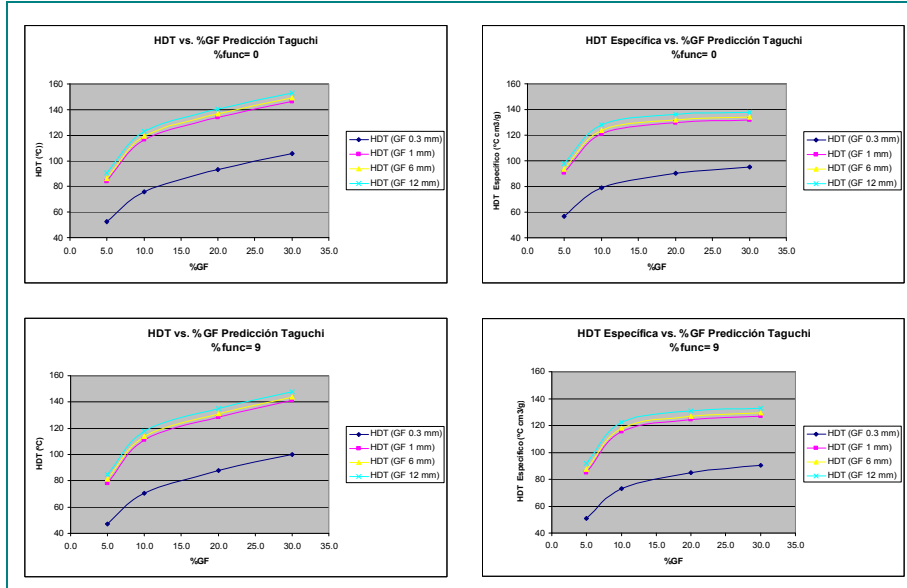 HDT vs. %GF Predicción Taguchi
%func= 0
HDT (ºC))
160
140
120
100
80
60
40
0.0 5.0 10.0 15.0 20.0 25.0 30.0 35.0
%GF
HDT (GF 0.3 mm)
HDT (GF 1 mm)
HDT (GF 6 mm)
HDT (GF 12 mm)
HDT Específica vs. %GF Predicción Taguchi
%func= 0
HDT Específico (ºC cm3/g)
160
140
120
100
80
60
40
0.0 5.0 10.0 15.0 20.0 25.0 30.0 35.0
%GF
HDT (GF 0.3 mm)
HDT (GF 1 mm)
HDT (GF 6 mm)
HDT (GF 12 mm)
HDT vs. %GF Predicción Taguchi
%func= 9
HDT (ºC)
160
140
120
100
80
60
40
0.0 5.0 10.0 15.0 20.0 25.0 30.0 35.0
%GF
HDT (GF 0.3 mm)
HDT (GF 1 mm)
HDT (GF 6 mm)
HDT (GF 12 mm)
HDT Específica vs. %GF Predicción Taguchi
%func= 9
HDT Específico (ºC cm3/g)
160
140
120
100
80
60
40
0.0 5.0 10.0 15.0 20.0 25.0 30.0 35.0
%GF
HDT (GF 0.3 mm)
HDT (GF 1 mm)
HDT (GF 6 mm)
HDT (GF 12 mm)